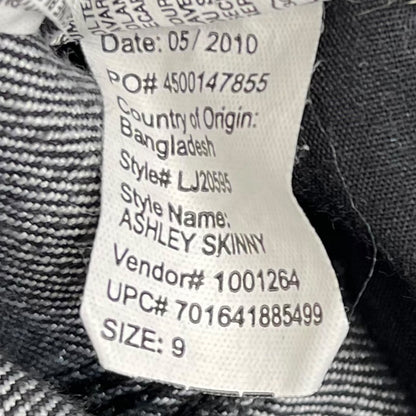 Date: 05/ 2010
PO# 4500147855
Country of Origin:
Bangladesh
Style# LJ20595
Style Name:
ASHLEY SKINNY
Vendor# 1001264
UPC# 701641885499
SIZE: 9